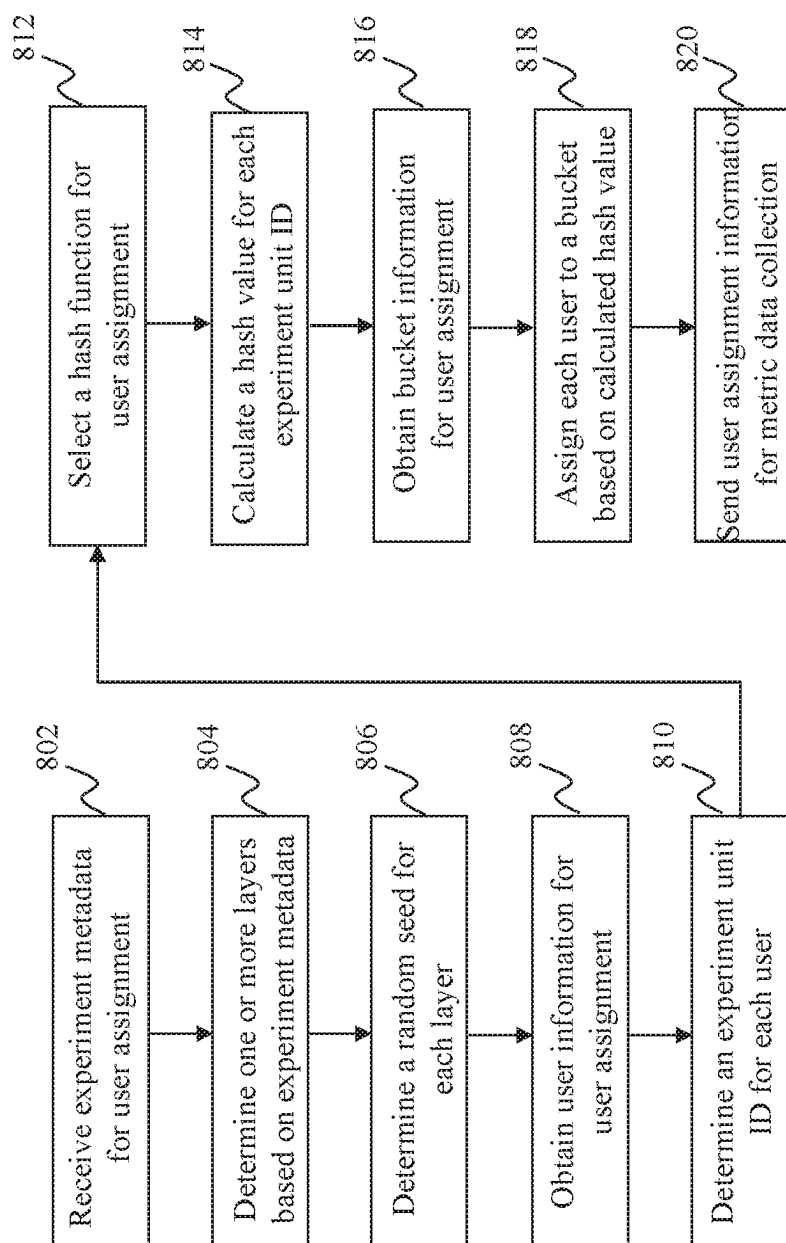 802
Receive experiment metadata
for user assignment
804
Determine one or more layers
based on experiment metadata
806
Determine a random seed for
each layer
808
Obtain user information for
user assignment
810
Determine an experiment unit
ID for each user
812
Select a hash function for
user assignment
814
Calculate a hash value for each
experiment unit ID
816
Obtain bucket information
for user assignment
818
Assign each user to a bucket
based on calculated hash value
820
Send user assignment information
for metric data collection